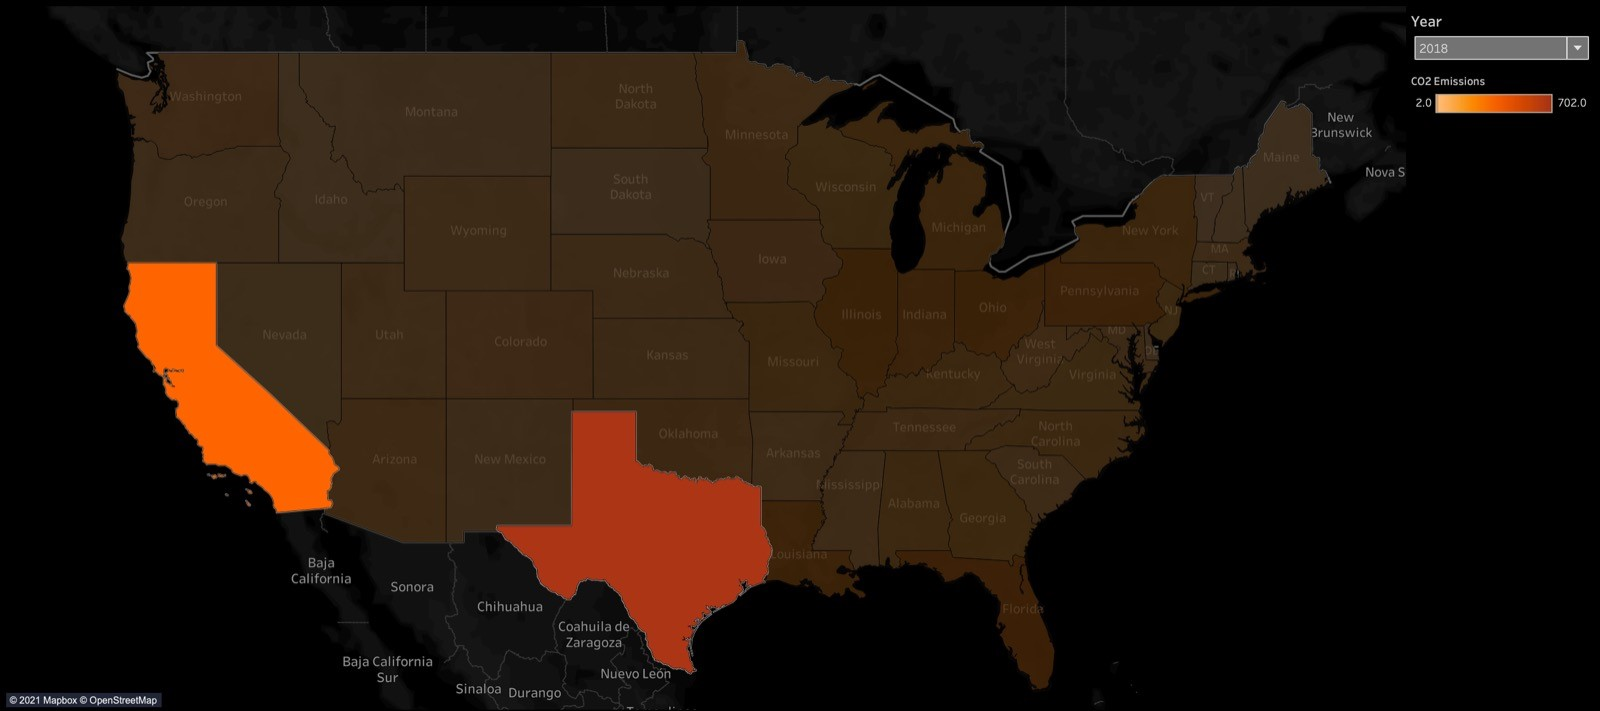 Year
2018
CO2 Emissions
2.0
702.0
Washington
Montana
North
Dakota
Minnesota
Oregon
Idaho
South
Dakota
Wisconsin
Wyoming
Michigan
New York
VT
Maine
New
Brunswick
Nova S
MA
CT
Iowa
Nebraska
Illinois
Indiana
Ohio
Pennsylvania
NJ
MD
DE
Nevada
Utah
Colorado
Kansas
Missouri
West
Virginia
Kentucky
Virginia
Arizona
New Mexico
Oklahoma
Arkansas
Tennessee
North
Carolina
South
Carolina
Mississippi
Alabama
Georgia
Louisiana
Florida
Baja
California
Sonora
Chihuahua
Coahuila de
Zaragoza
Baja California
Sur
Nuevo León
Sinaloa
Durango
© 2021 Mapbox © OpenStreetMap